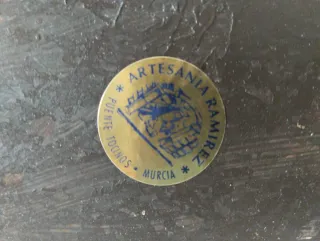 * ARTESANIA RAMIREZ *
PUENTE TOCINOS • MURCIA